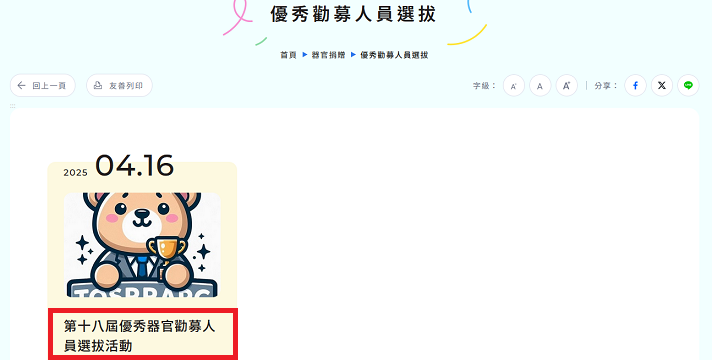 優秀勸募人員選拔
首頁 ▶ 器官捐贈 ▶ 優秀勸募人員選拔
回上一頁 友善列印 字級： A- A A+ 分享：
2025 04.16
第十八屆優秀器官勸募人
員選拔活動